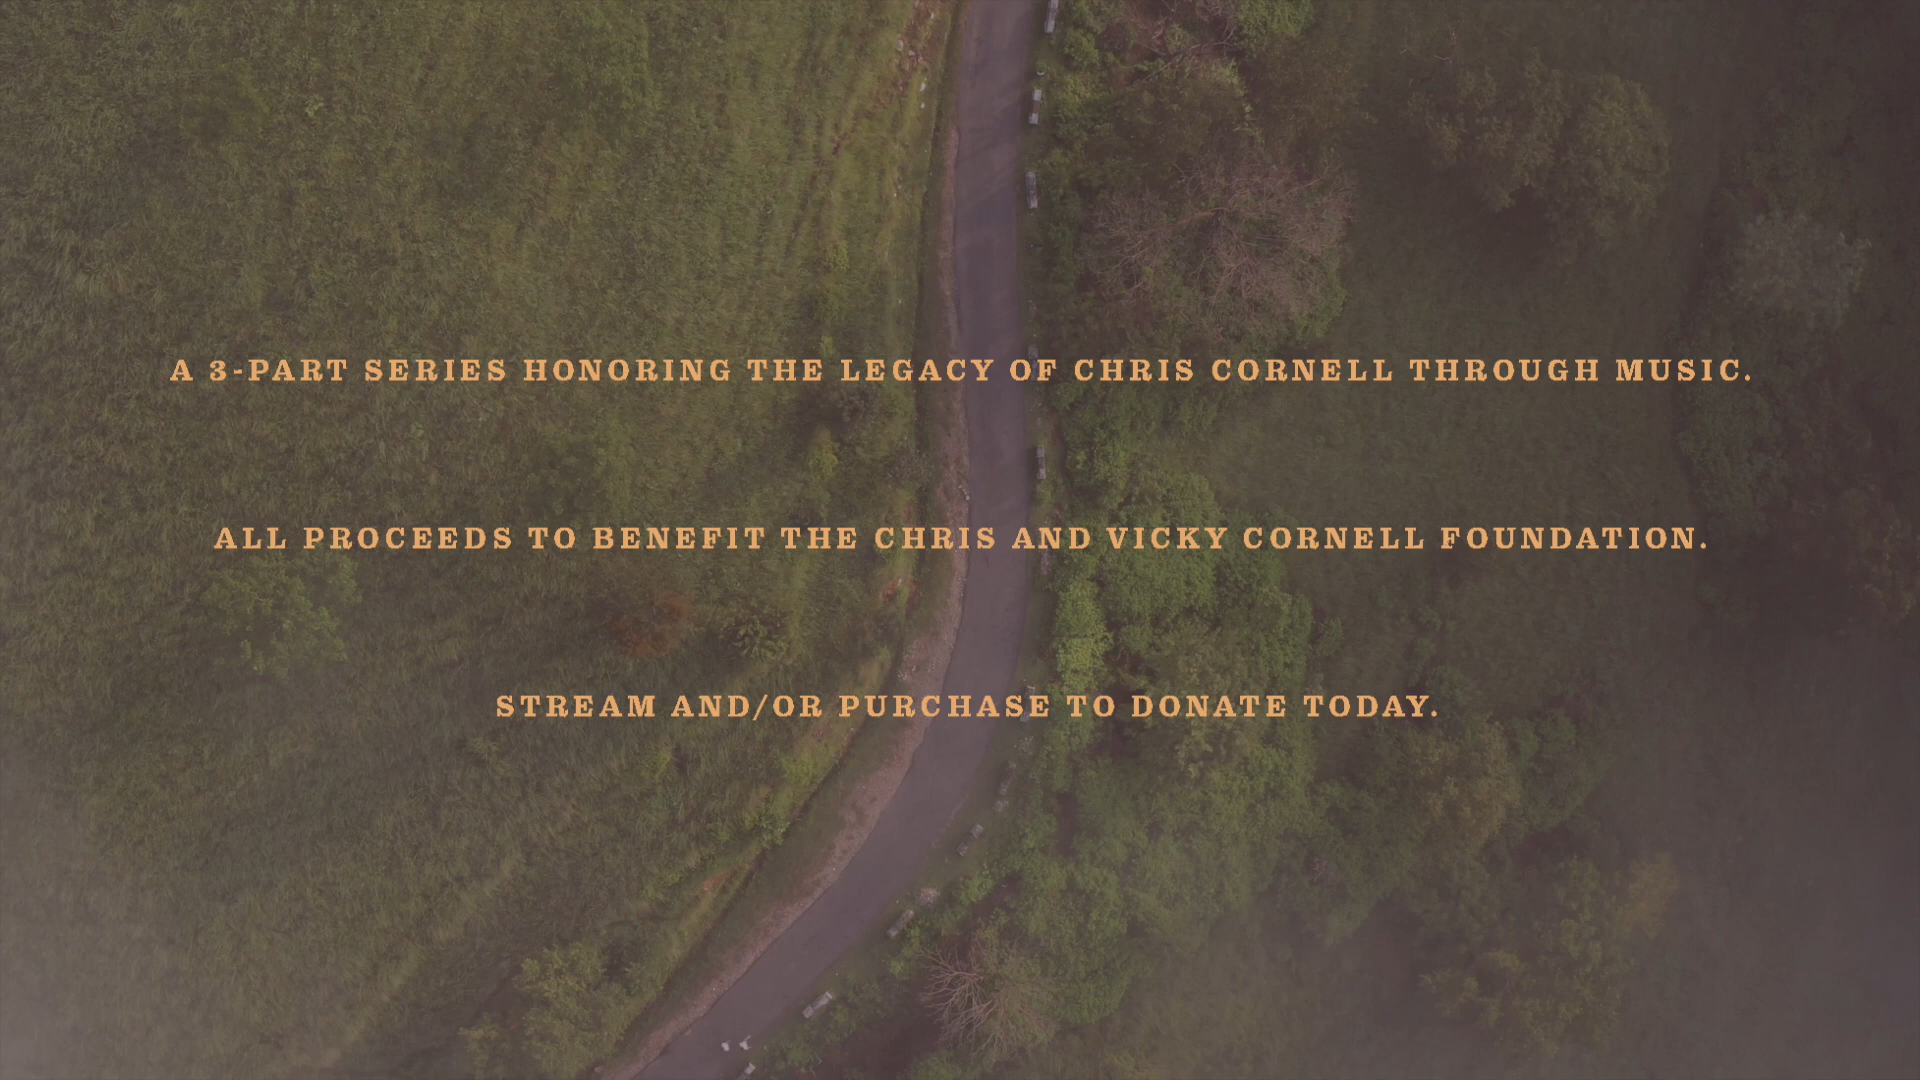 A 3-PART SERIES HONORING THE LEGACY OF CHRIS CORNELL THROUGH MUSIC.
ALL PROCEEDS TO BENEFIT THE CHRIS AND VICKY CORNELL FOUNDATION.
STREAM AND/OR PURCHASE TO DONATE TODAY.